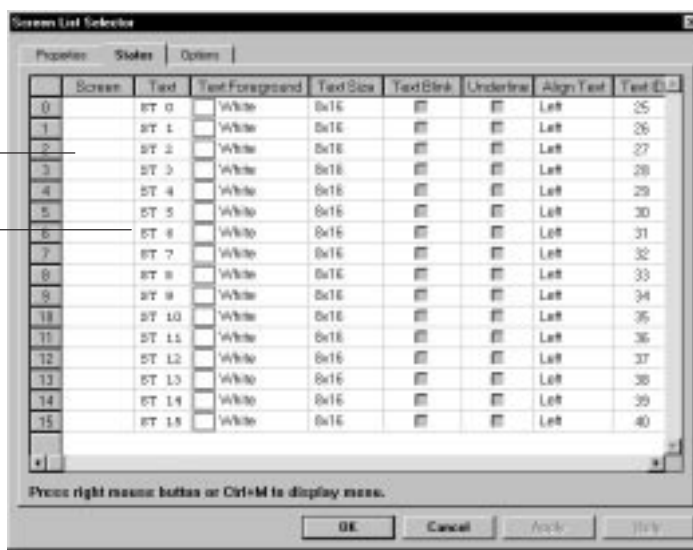 Screen List Selector
Properties States Options
Screen Text Text Foreground Text Size Text Blink Underline Align Text Text ID
0 ST 0 White 8x16 Left 25
1 ST 1 White 8x16 Left 26
2 ST 2 White 8x16 Left 27
3 ST 3 White 8x16 Left 28
4 ST 4 White 8x16 Left 29
5 ST 5 White 8x16 Left 30
6 ST 6 White 8x16 Left 31
7 ST 7 White 8x16 Left 32
8 ST 8 White 8x16 Left 33
9 ST 9 White 8x16 Left 34
10 ST 10 White 8x16 Left 35
11 ST 11 White 8x16 Left 36
12 ST 12 White 8x16 Left 37
13 ST 13 White 8x16 Left 38
14 ST 14 White 8x16 Left 39
15 ST 15 White 8x16 Left 40
Press right mouse button or Ctrl+M to display menu.
OK Cancel Apply Help